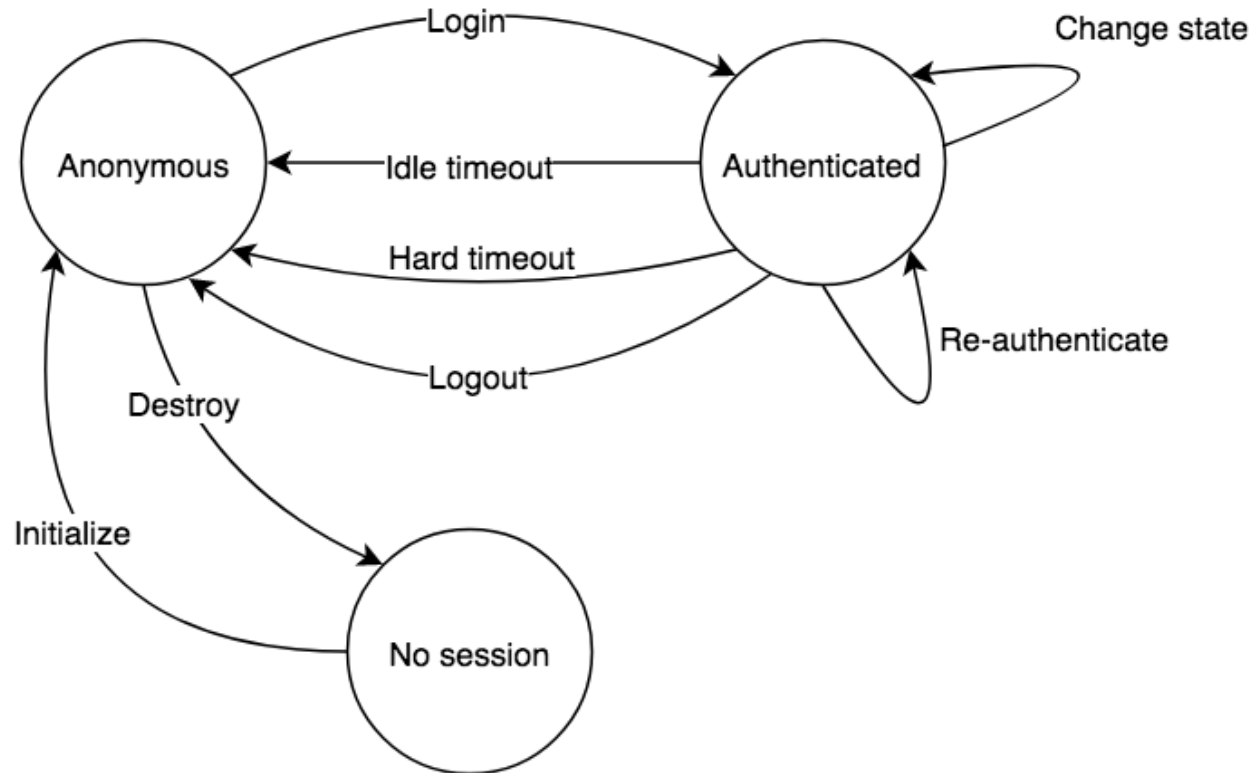 Login
Change state
Anonymous
Idle timeout
Authenticated
Hard timeout
Re-authenticate
Logout
Destroy
Initialize
No session